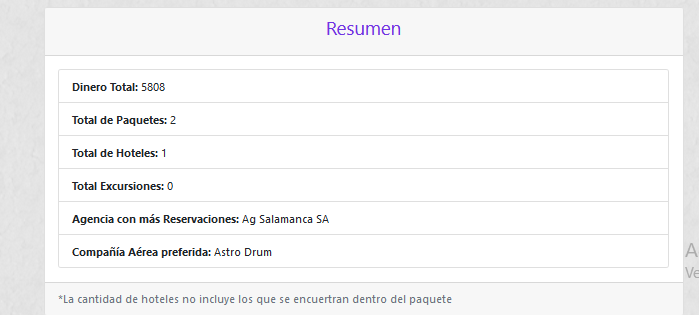 Resumen
Dinero Total: 5808
Total de Paquetes: 2
Total de Hoteles: 1
Total Excursiones: 0
Agencia con más Reservaciones: Ag Salamanca SA
Compañía Aérea preferida: Astro Drum
A
Ve
*La cantidad de hoteles no incluye los que se encuertran dentro del paquete